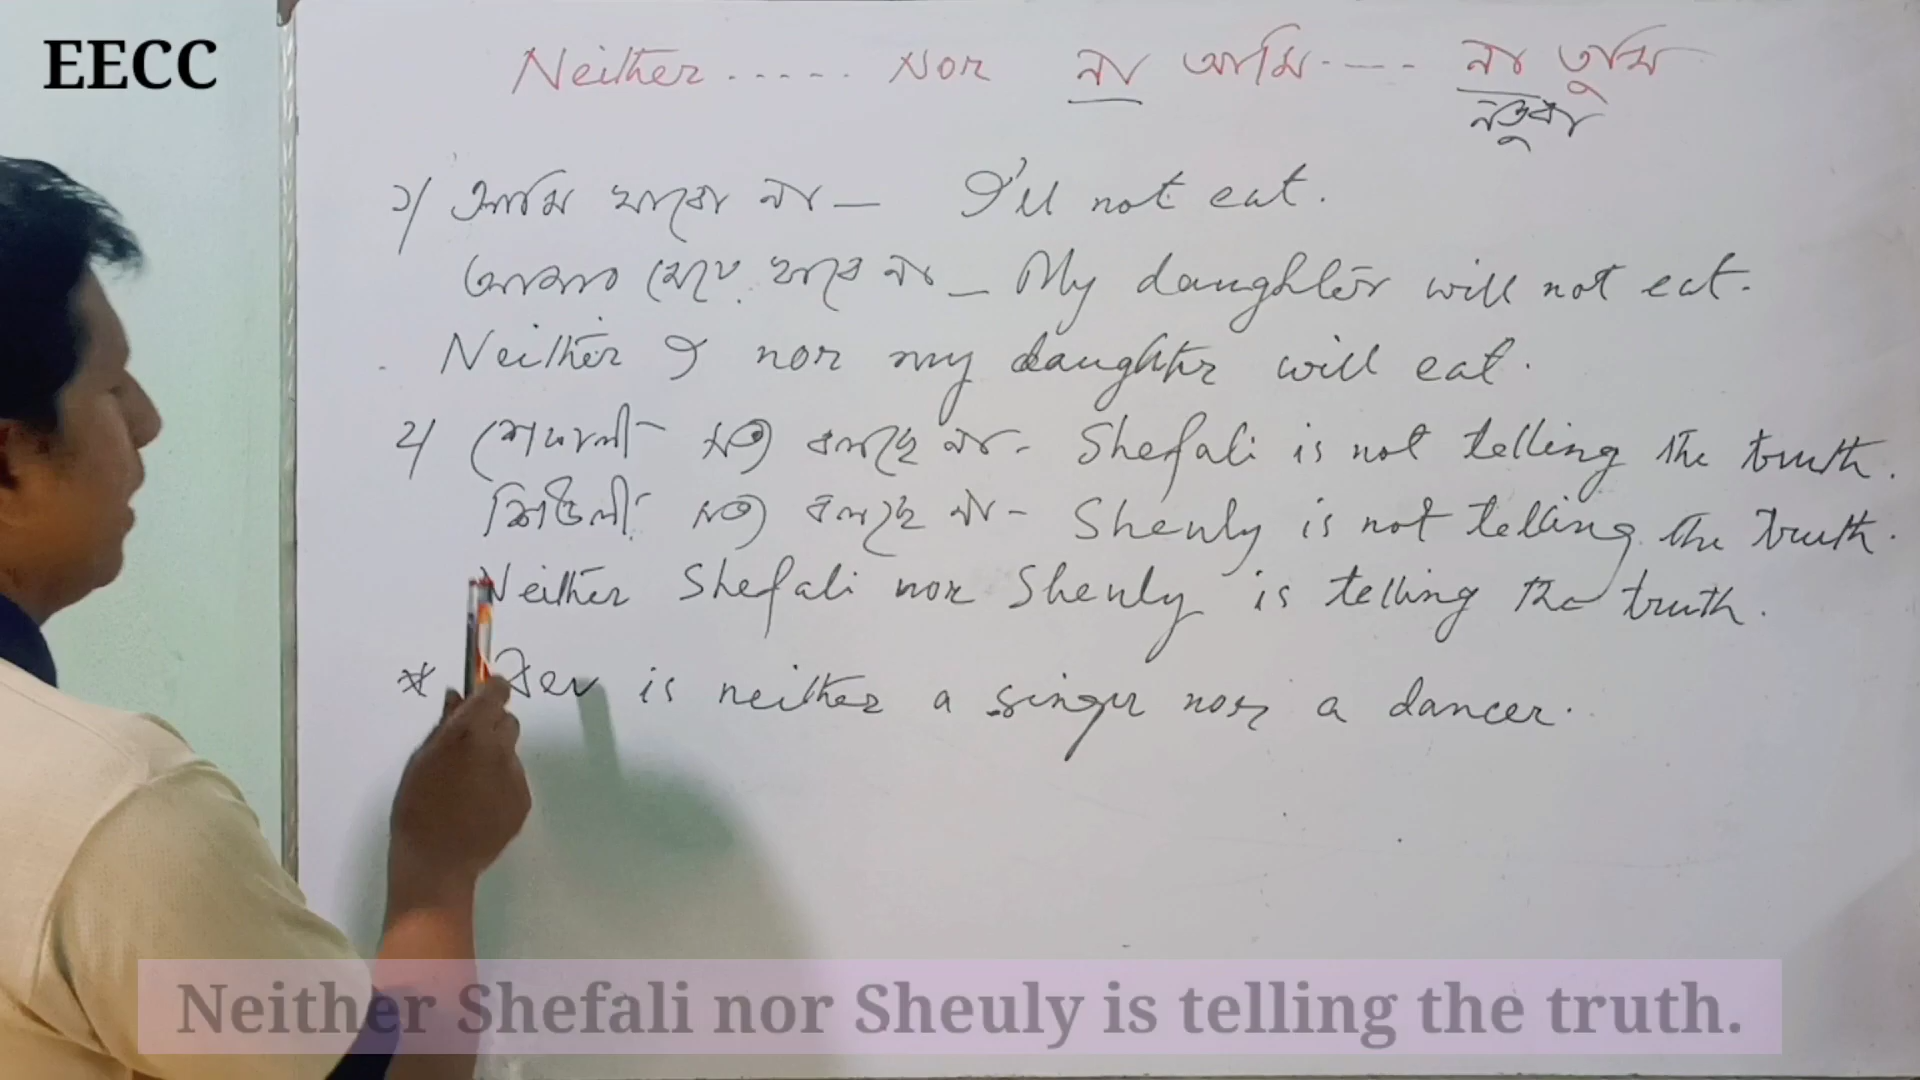 EECC
Neither ..... Nor না আমি .---- না তুমি
নতুবা
১/ আমি খাবো না – I'll not eat.
আমার মেয়ে খাবে না – My daughter will not eat.
Neither I nor my daughter will eat.
২/ শেফালী সত্য বলছে না - Shefali is not telling the truth.
শিউলী সত্য বলছে না - Sheuly is not telling the truth.
Neither Shefali nor Sheuly is telling the truth.
* Dev is neither a singer nor a dancer.
Neither Shefali nor Sheuly is telling the truth.